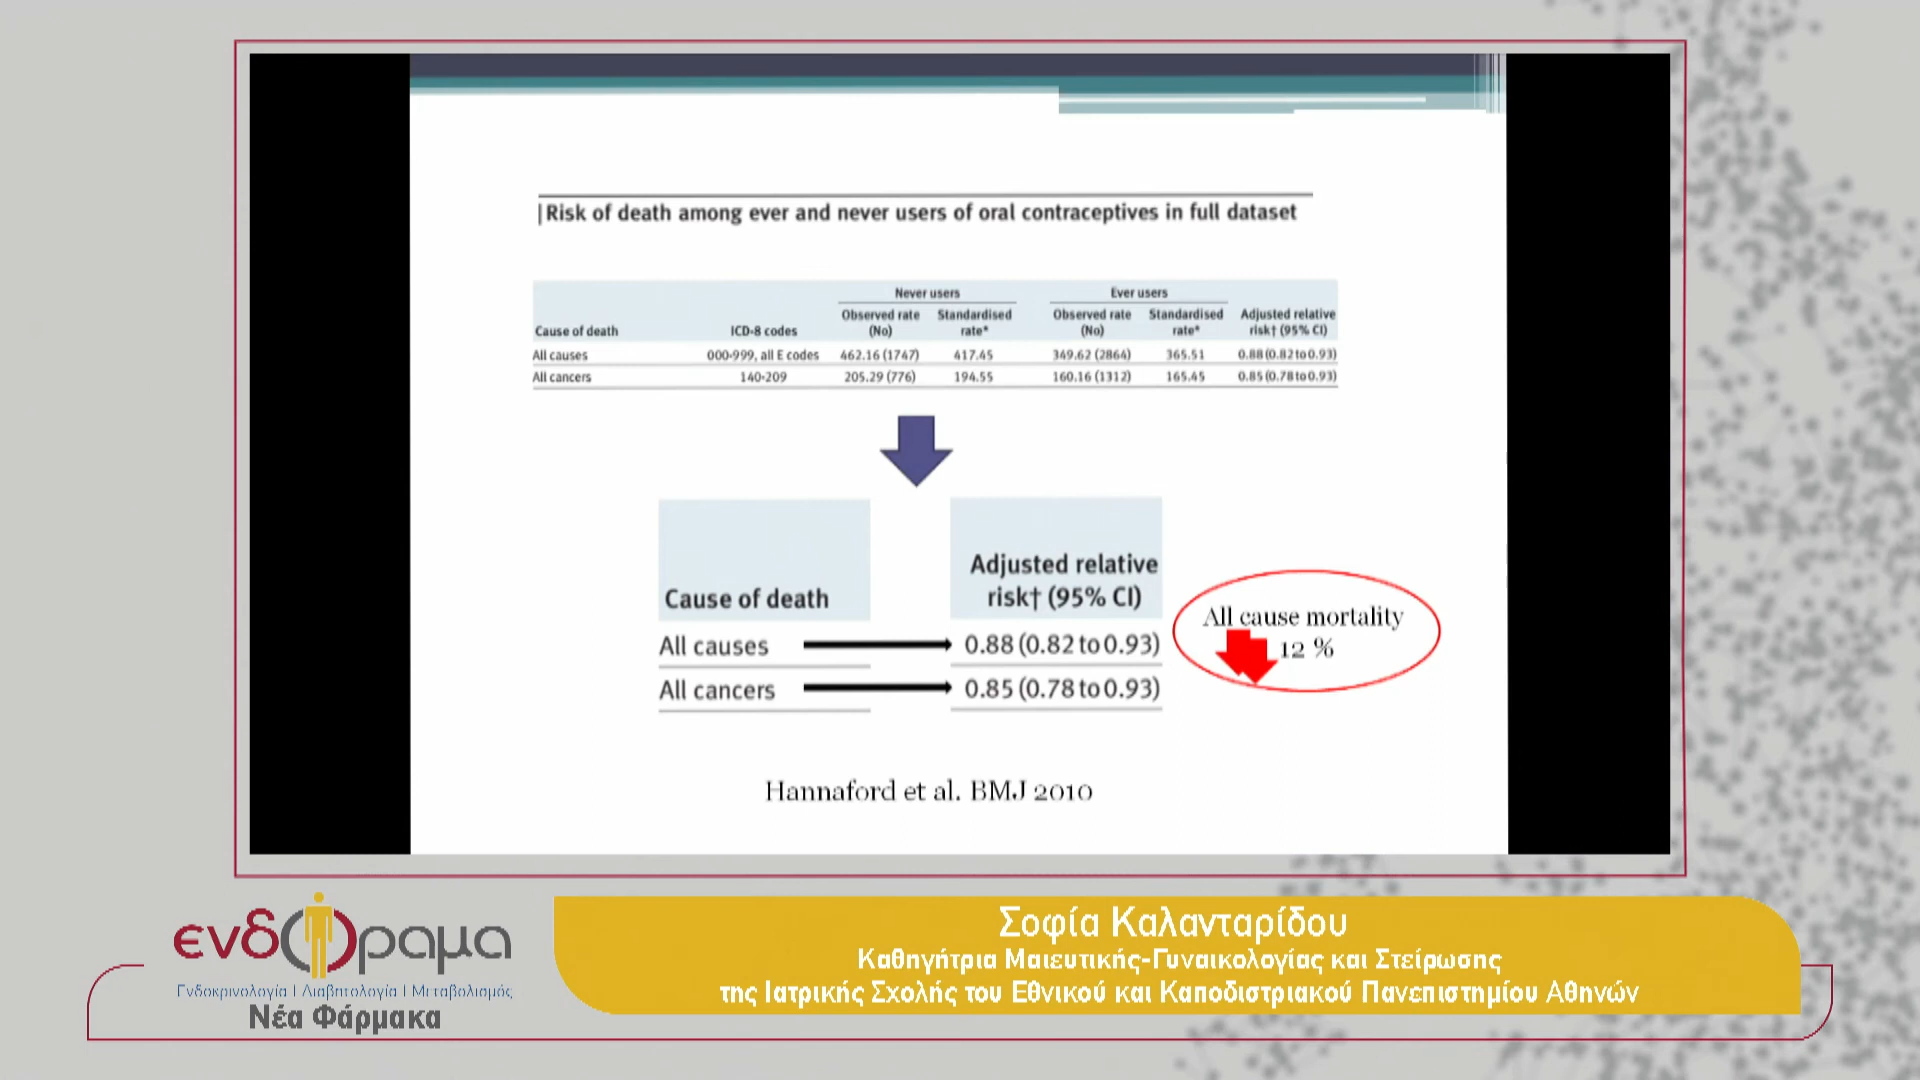 Risk of death among ever and never users of oral contraceptives in full dataset
Never users Ever users
Cause of death ICD-8 codes Observed rate (No) Standardised rate* Observed rate (No) Standardised rate* Adjusted relative risk† (95% CI)
All causes 000-999, all E codes 462.16 (1747) 417.45 349.62 (2864) 365.51 0.88 (0.82 to 0.93)
All cancers 140-209 205.29 (776) 194.55 160.16 (1312) 165.45 0.85 (0.78 to 0.93)
Cause of death
Adjusted relative
risk† (95% CI)
All causes 0.88 (0.82 to 0.93)
All cancers 0.85 (0.78 to 0.93)
All cause mortality
12 %
Hannaford et al. BMJ 2010
ενδόραμα
Ενδοκρινολογία | Διαβητολογία | Μεταβολισμός
Νέα Φάρμακα
Σοφία Καλανταρίδου
Καθηγήτρια Μαιευτικής-Γυναικολογίας και Στείρωσης
της Ιατρικής Σχολής του Εθνικού και Καποδιστριακού Πανεπιστημίου Αθηνών